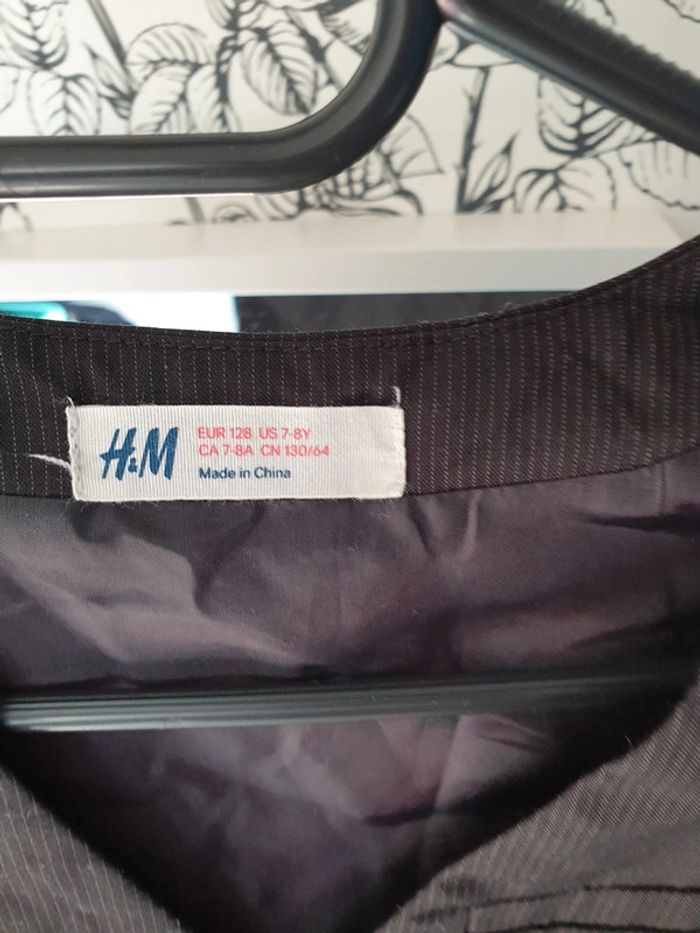 H&M
EUR 128 US 7-8Y
CA 7-8A CN 130/64
Made in China